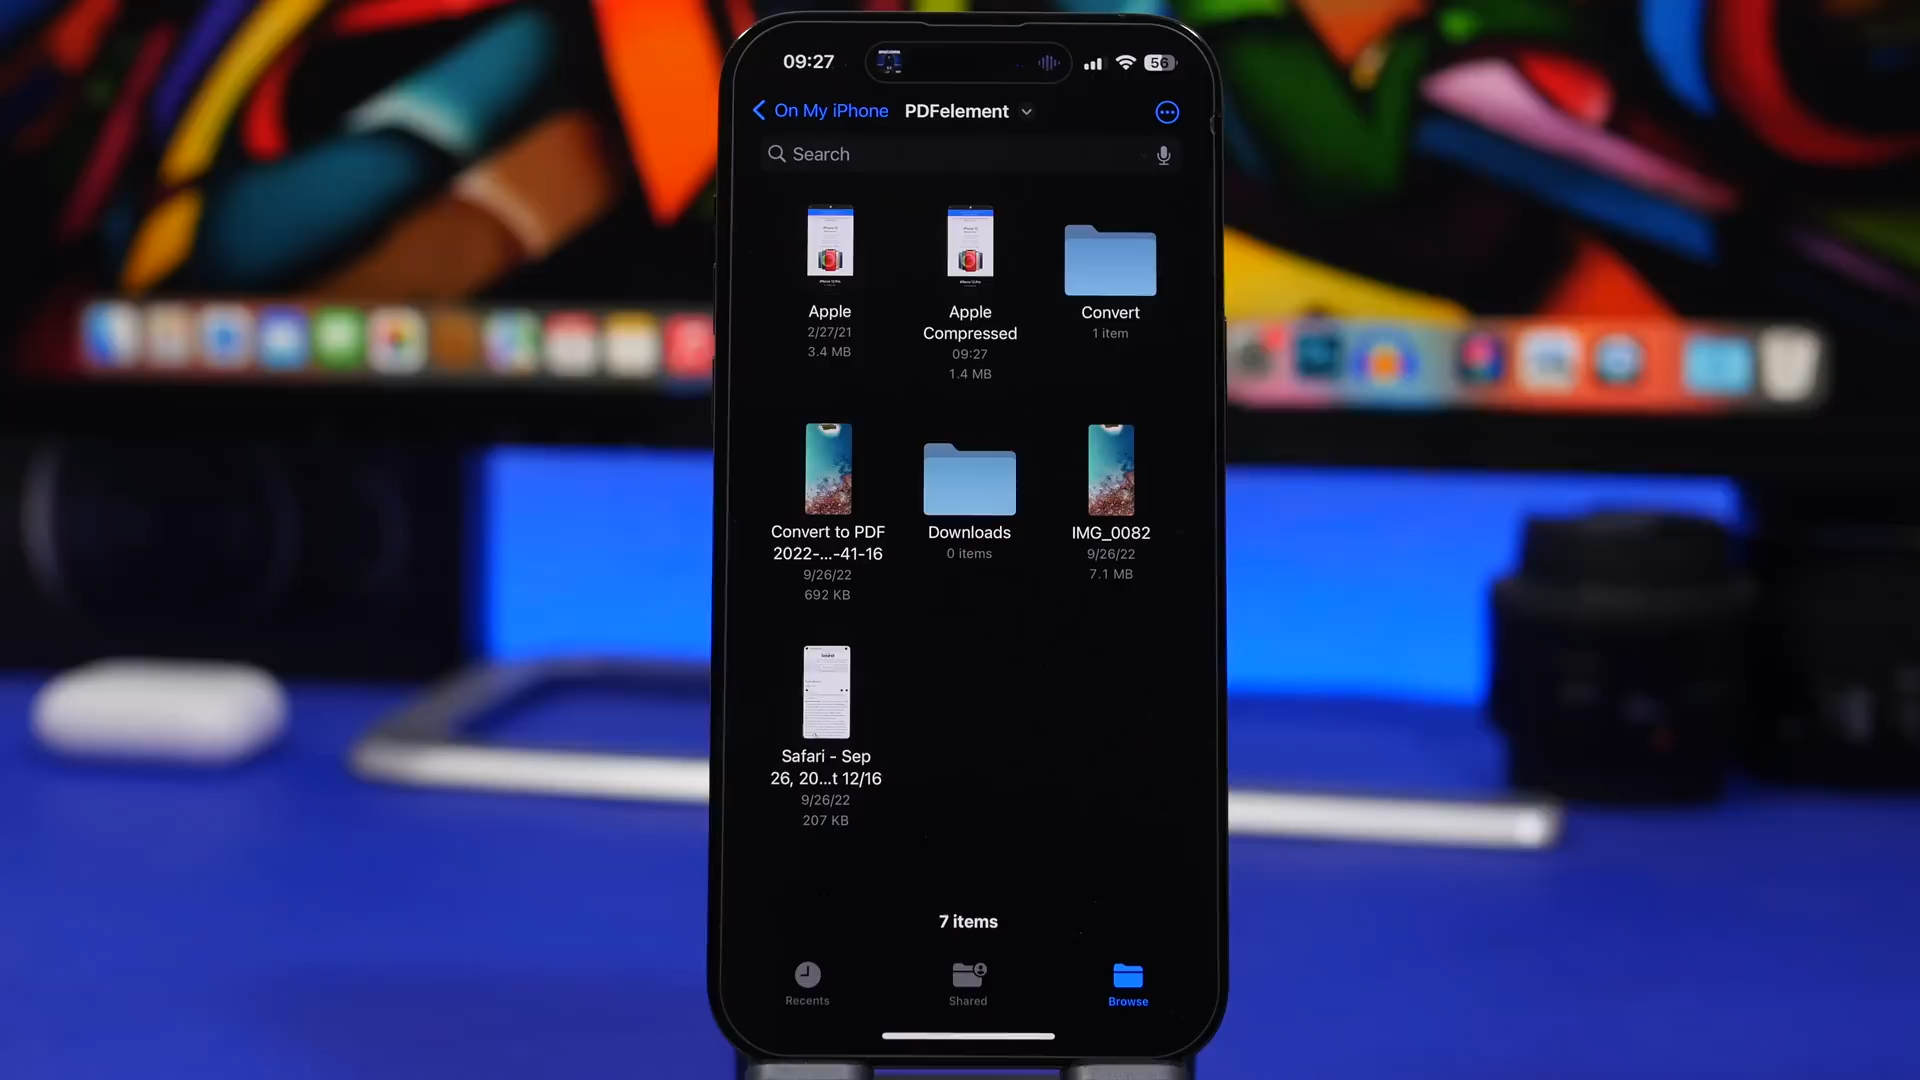 09:27
56
On My iPhone PDFelement
Search
Apple
2/27/21
3.4 MB
Apple
Compressed
09:27
1.4 MB
Convert
1 item
Convert to PDF
2022-...-41-16
9/26/22
692 KB
Downloads
0 items
IMG_0082
9/26/22
7.1 MB
Safari - Sep
26, 20...t 12/16
9/26/22
207 KB
7 items
Recents
Shared
Browse